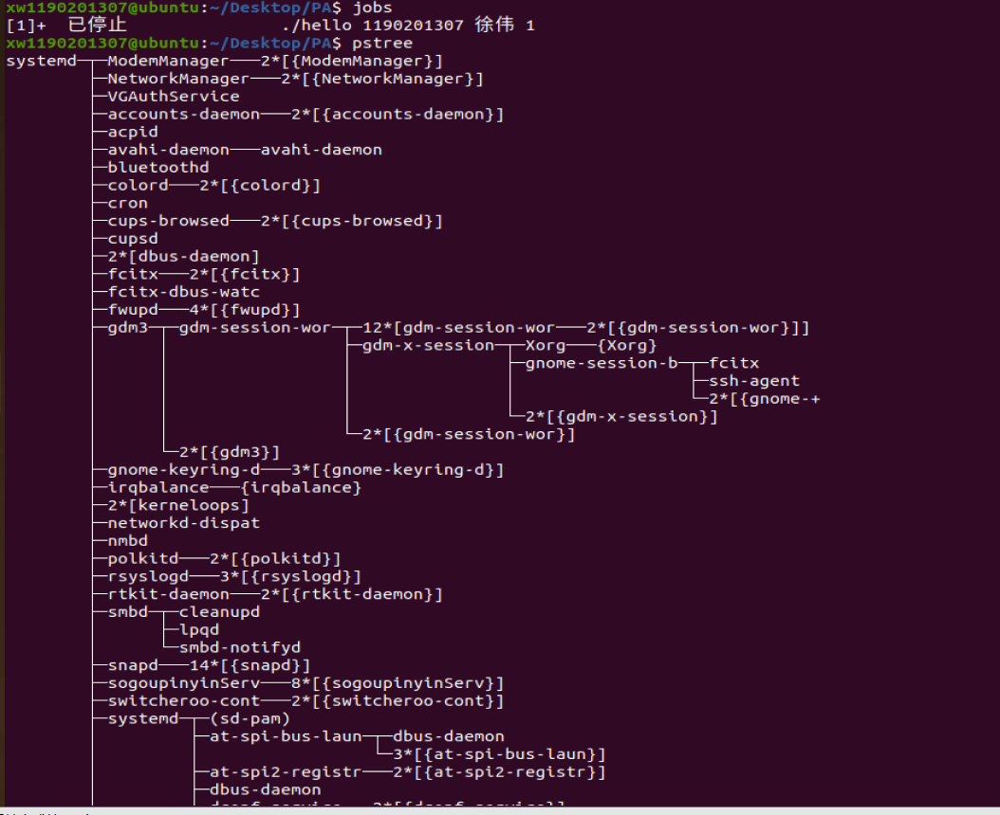 xw1190201307@ubuntu:~/Desktop/PA$ jobs
[1]+  已停止               ./hello 1190201307 徐伟 1
xw1190201307@ubuntu:~/Desktop/PA$ pstree
systemd─┬─ModemManager───2*[{ModemManager}]
        ├─NetworkManager───2*[{NetworkManager}]
        ├─VGAuthService
        ├─accounts-daemon───2*[{accounts-daemon}]
        ├─acpid
        ├─avahi-daemon───avahi-daemon
        ├─bluetoothd
        ├─colord───2*[{colord}]
        ├─cron
        ├─cups-browsed───2*[{cups-browsed}]
        ├─cupsd
        ├─2*[dbus-daemon]
        ├─fcitx───2*[{fcitx}]
        ├─fcitx-dbus-watc
        ├─fwupd───4*[{fwupd}]
        ├─gdm3─┬─gdm-session-wor─┬─12*[gdm-session-wor───2*[{gdm-session-wor}]]
        │      │                 ├─gdm-x-session─┬─Xorg───{Xorg}
        │      │                 │               ├─gnome-session-b─┬─fcitx
        │      │                 │               │                 ├─ssh-agent
        │      │                 │               │                 └─2*[{gnome-+
        │      │                 │               └─2*[{gdm-x-session}]
        │      │                 └─2*[{gdm-session-wor}]
        │      └─2*[{gdm3}]
        ├─gnome-keyring-d───3*[{gnome-keyring-d}]
        ├─irqbalance───{irqbalance}
        ├─2*[kerneloops]
        ├─networkd-dispat
        ├─nmbd
        ├─polkitd───2*[{polkitd}]
        ├─rsyslogd───3*[{rsyslogd}]
        ├─rtkit-daemon───2*[{rtkit-daemon}]
        ├─smbd─┬─cleanupd
        │      ├─lpqd
        │      └─smbd-notifyd
        ├─snapd───14*[{snapd}]
        ├─sogoupinyinServ───8*[{sogoupinyinServ}]
        ├─switcheroo-cont───2*[{switcheroo-cont}]
        ├─systemd─┬─(sd-pam)
        │         ├─at-spi-bus-laun─┬─dbus-daemon
        │         │                 └─3*[{at-spi-bus-laun}]
        │         ├─at-spi2-registr───2*[{at-spi2-registr}]
        │         ├─dbus-daemon